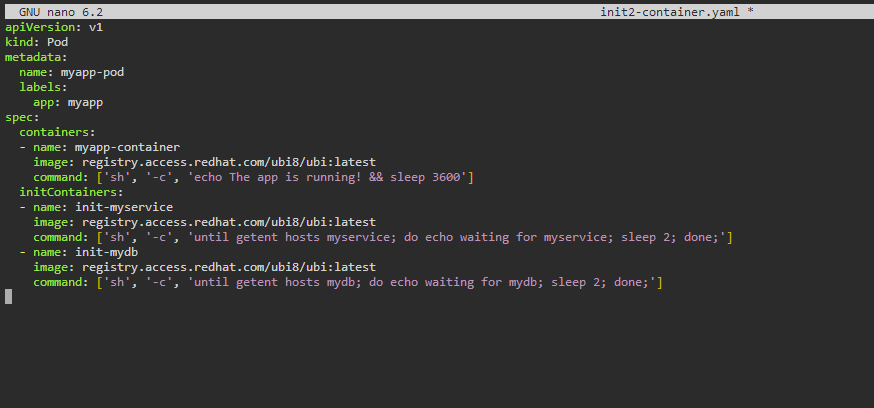 GNU nano 6.2 init2-container.yaml *
apiVersion: v1
kind: Pod
metadata:
  name: myapp-pod
  labels:
    app: myapp
spec:
  containers:
  - name: myapp-container
    image: registry.access.redhat.com/ubi8/ubi:latest
    command: ['sh', '-c', 'echo The app is running! && sleep 3600']
  initContainers:
  - name: init-myservice
    image: registry.access.redhat.com/ubi8/ubi:latest
    command: ['sh', '-c', 'until getent hosts myservice; do echo waiting for myservice; sleep 2; done;']
  - name: init-mydb
    image: registry.access.redhat.com/ubi8/ubi:latest
    command: ['sh', '-c', 'until getent hosts mydb; do echo waiting for mydb; sleep 2; done;']